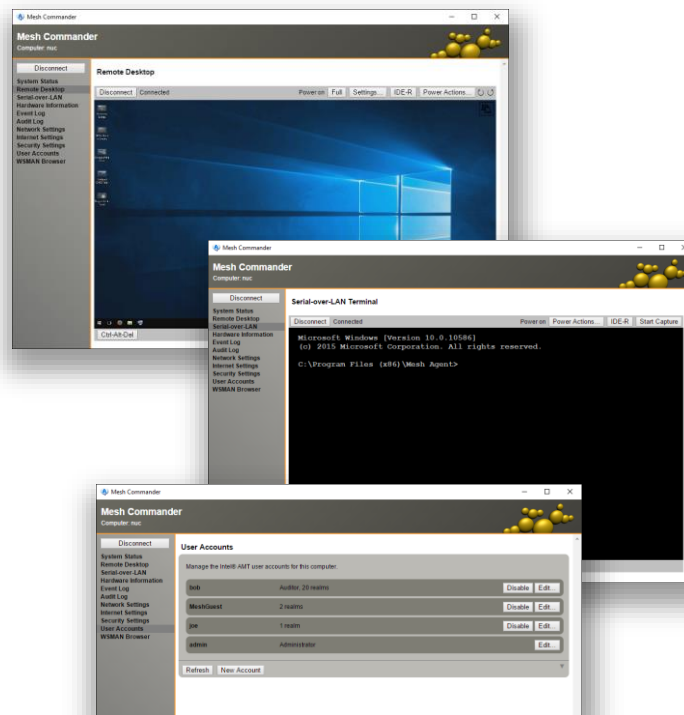 Mesh Commander
Mesh Commander
Computer: nuc
Disconnect
System Status
Remote Desktop
Serial-over-LAN
Hardware Information
Event Log
Audit Log
Network Settings
Internet Settings
Security Settings
User Accounts
WSMAN Browser
Remote Desktop
Disconnect Connected Power on Full Settings... IDE-R Power Actions...
Ctrl-Alt-Del
Mesh Commander
Mesh Commander
Computer: nuc
Disconnect
System Status
Remote Desktop
Serial-over-LAN
Hardware Information
Event Log
Audit Log
Network Settings
Internet Settings
Security Settings
User Accounts
WSMAN Browser
Serial-over-LAN Terminal
Disconnect Connected Power on Power Actions... IDE-R Start Capture
Microsoft Windows [Version 10.0.10586]
(c) 2015 Microsoft Corporation. All rights reserved.
C:\Program Files (x86)\Mesh Agent>
Mesh Commander
Mesh Commander
Computer: nuc
Disconnect
System Status
Remote Desktop
Serial-over-LAN
Hardware Information
Event Log
Audit Log
Network Settings
Internet Settings
Security Settings
User Accounts
WSMAN Browser
User Accounts
Manage the Intel® AMT user accounts for this computer.
bob Auditor, 20 realms Disable Edit...
MeshGuest 2 realms Disable Edit...
joe 1 realm Disable Edit...
admin Administrator Edit...
Refresh New Account